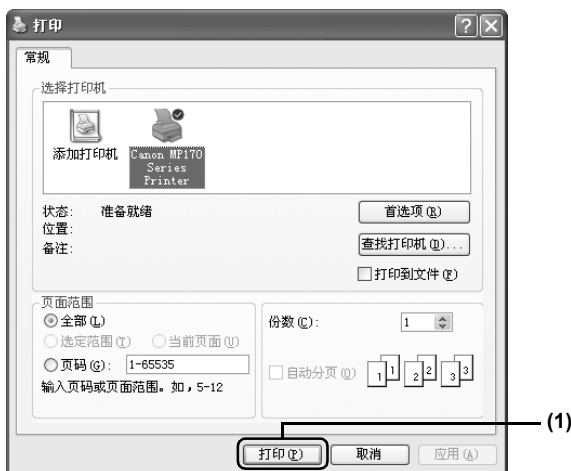 打印
常规
选择打印机
添加打印机
Canon MP170
Series
Printer
状态: 准备就绪
位置:
备注:
首选项(R)
查找打印机(D)...
打印到文件(F)
页面范围
全部(L)
选定范围(T) 当前页面(U)
页码(G): 1-65535
输入页码或页面范围。如，5-12
份数(C): 1
自动分页(O)
1 1 2 2 3 3
(1)
打印(P) 取消 应用(A)